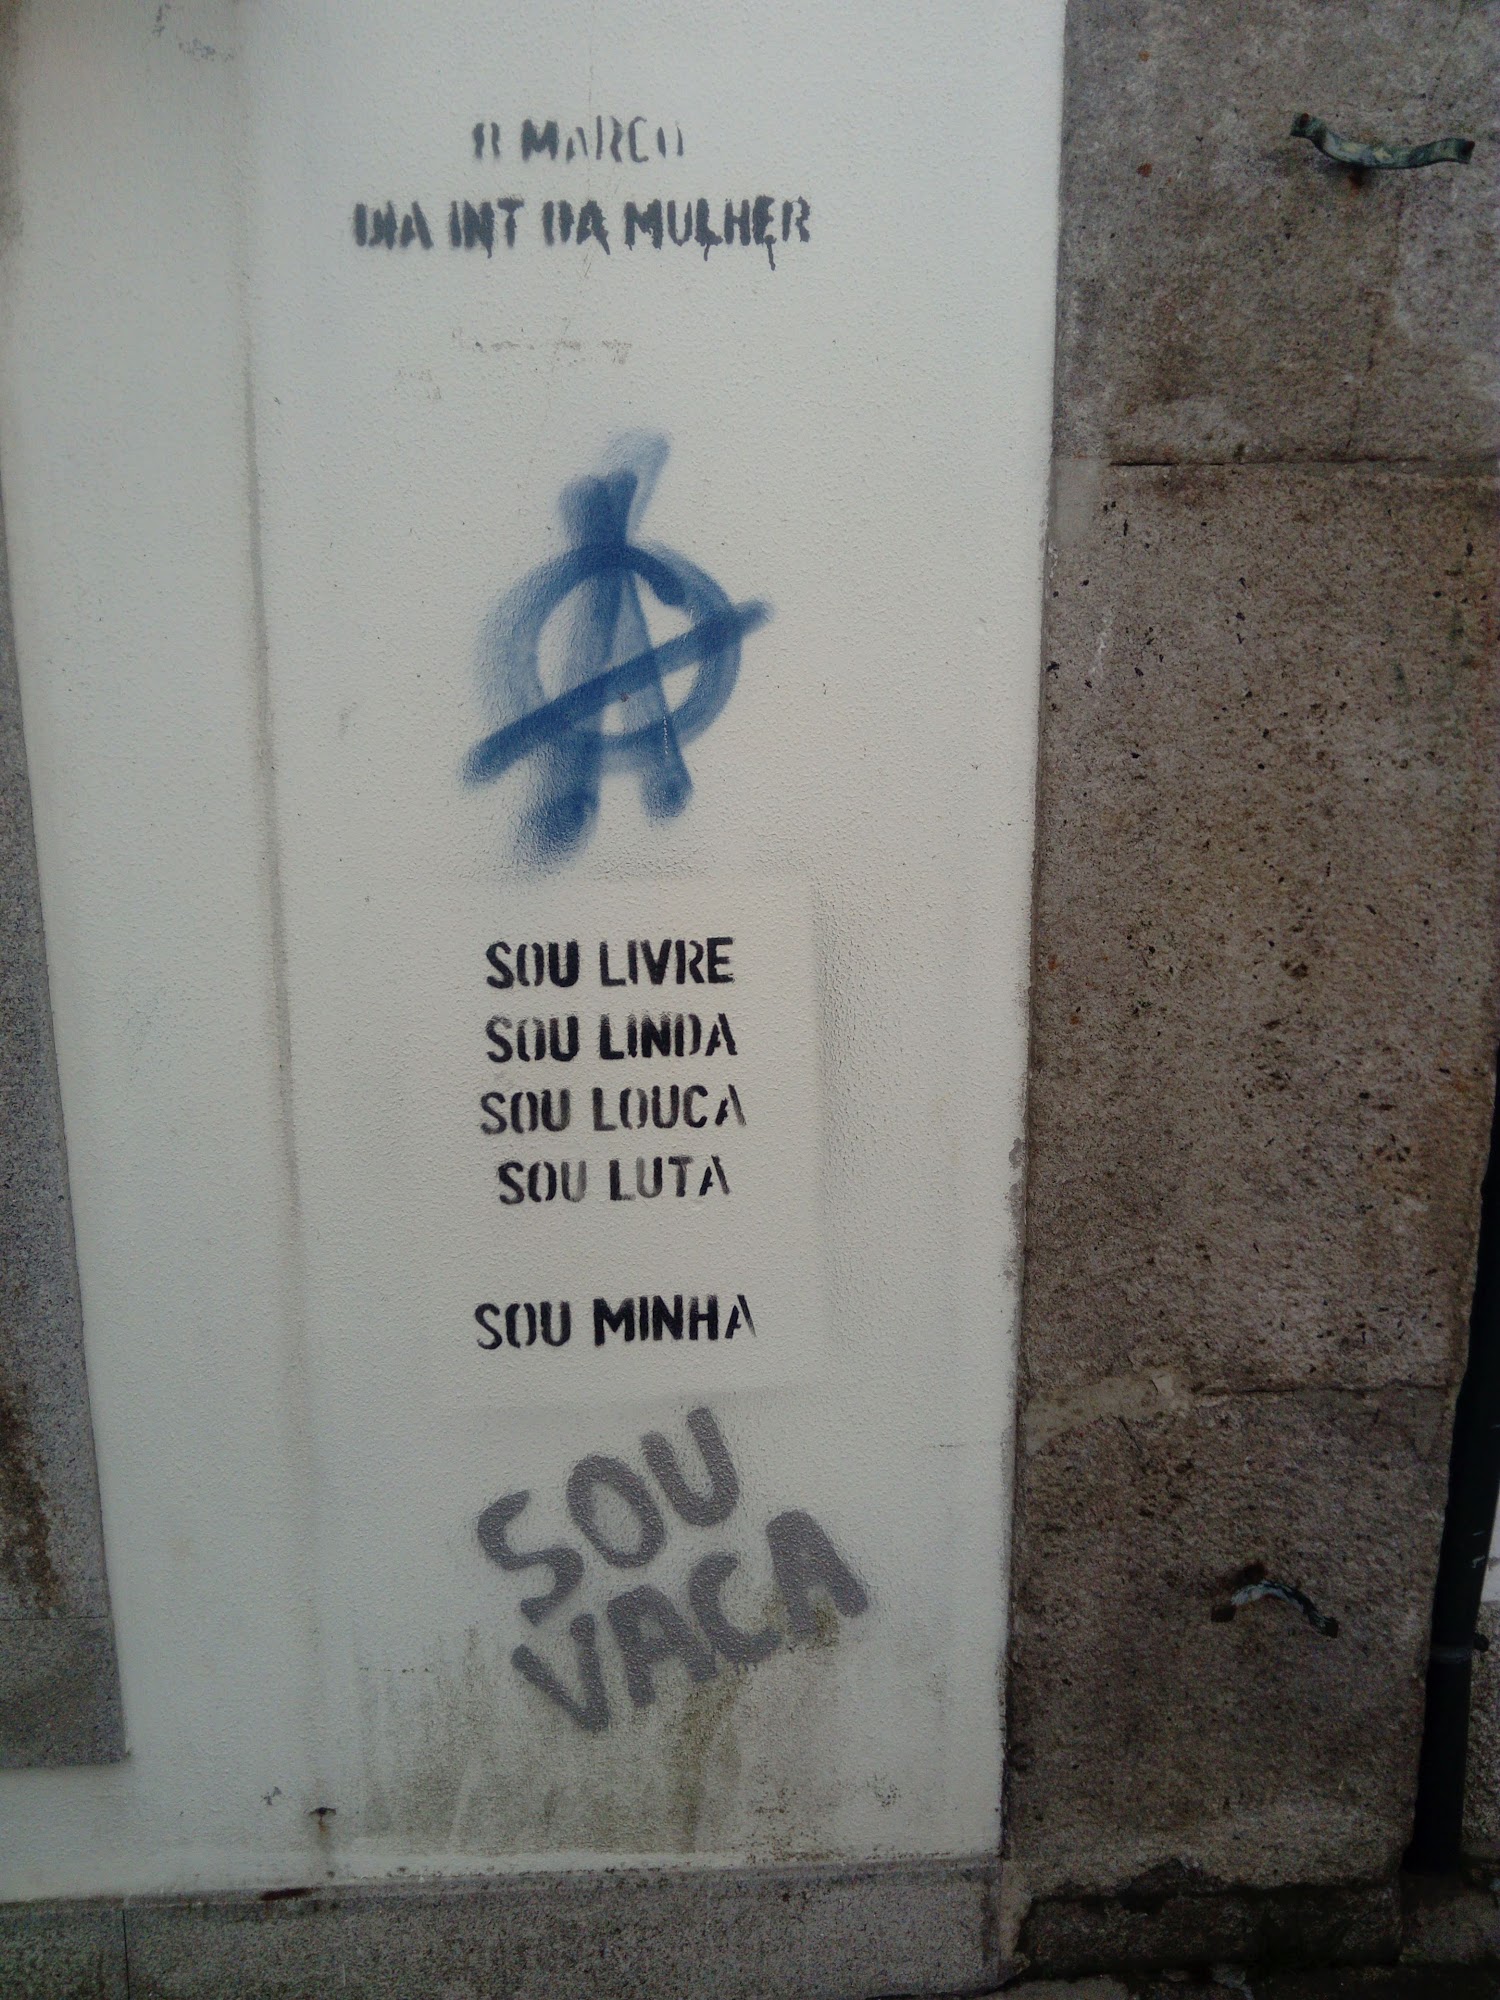 8 MARÇO
DIA INT DA MULHER
SOU LIVRE
SOU LINDA
SOU LOUCA
SOU LUTA
SOU MINHA
SOU
VACA